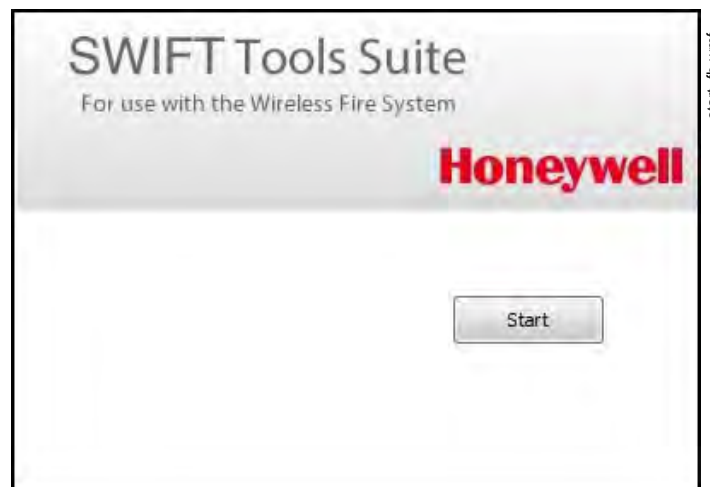 SWIFT Tools Suite
For use with the Wireless Fire System
Honeywell
Start